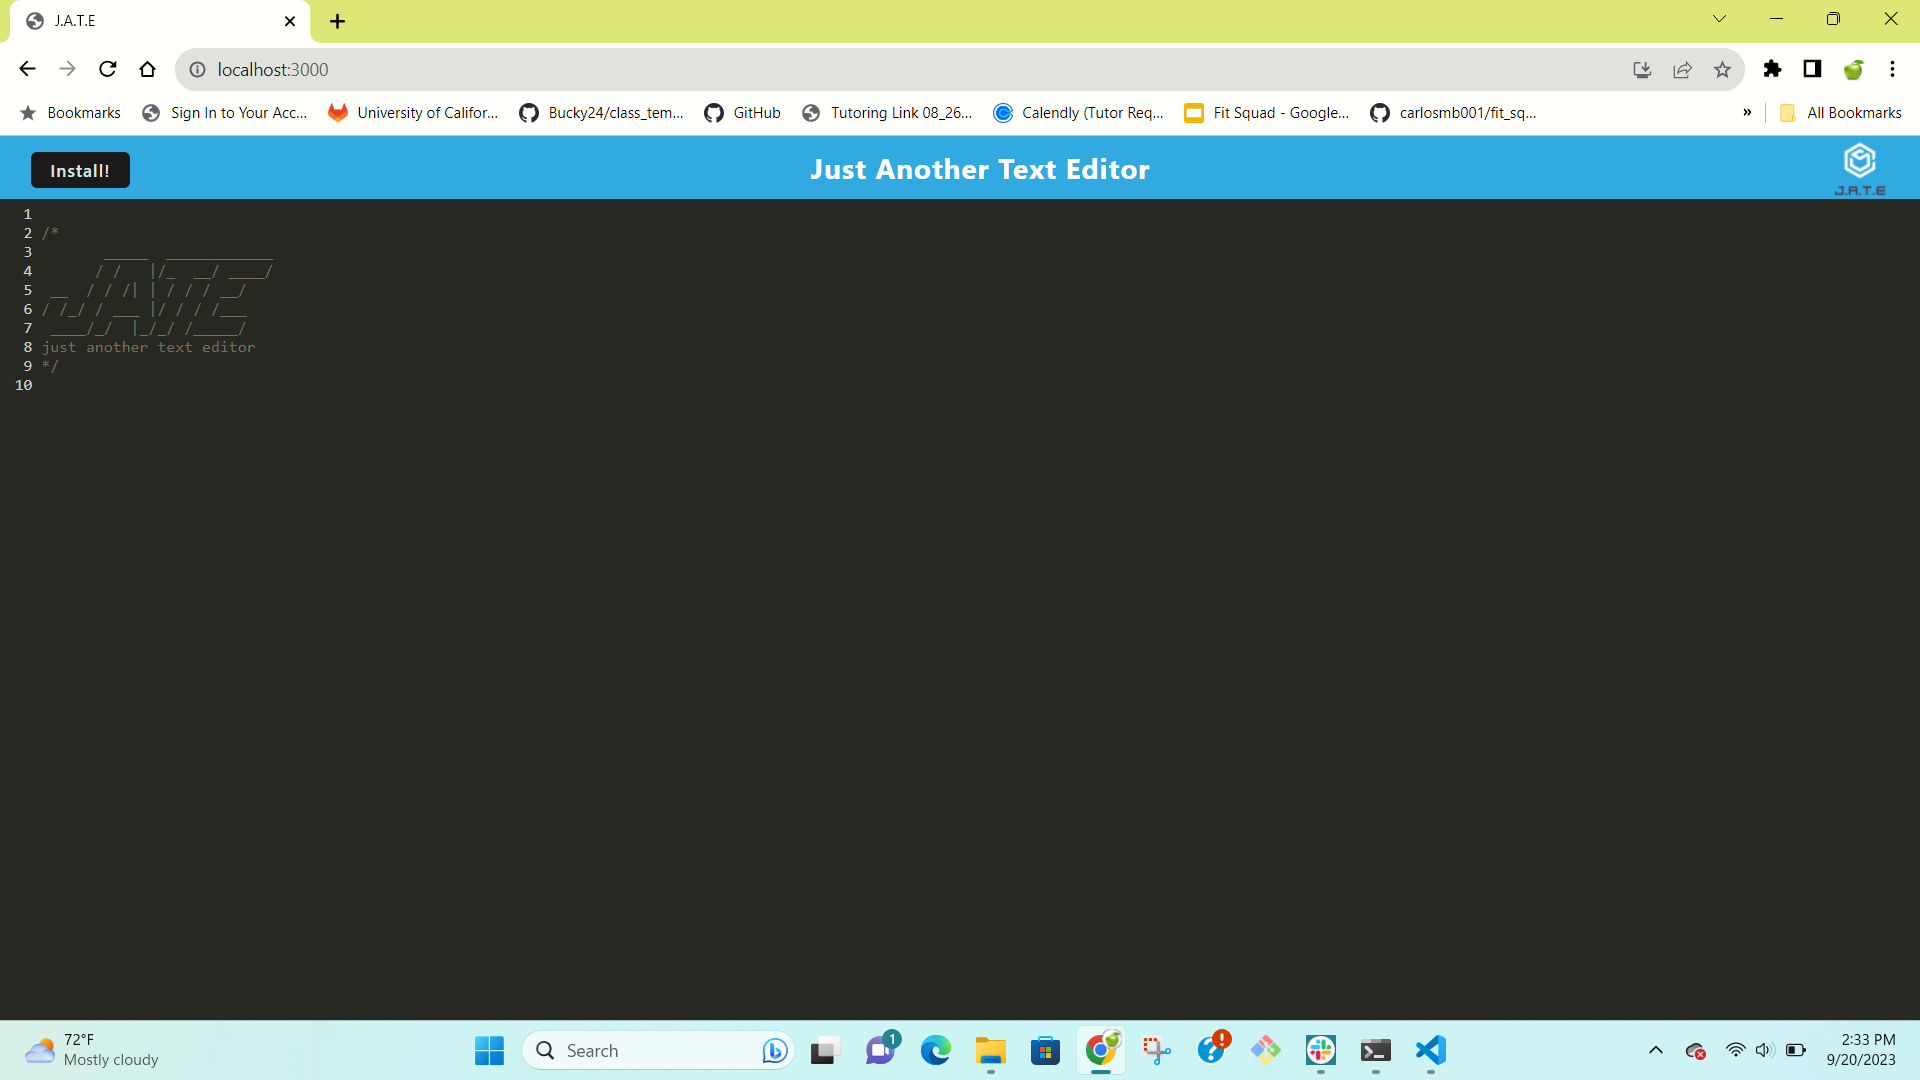 J.A.T.E
localhost:3000
Bookmarks Sign In to Your Acc... University of Califor... Bucky24/class_tem... GitHub Tutoring Link 08_26... Calendly (Tutor Req... Fit Squad - Google... carlosmb001/fit_sq... » All Bookmarks
Install! Just Another Text Editor J.A.T.E
1
2 /*
3        _____  ____________
4       / /   |/_  __/ ____/
5  __  / / /| | / / / __/
6 / /_/ / ___ |/ / / /___
7  ____/_/  |_/_/ /_____/
8 just another text editor
9 */
10
72°F
Mostly cloudy
Search
1
2:33 PM
9/20/2023